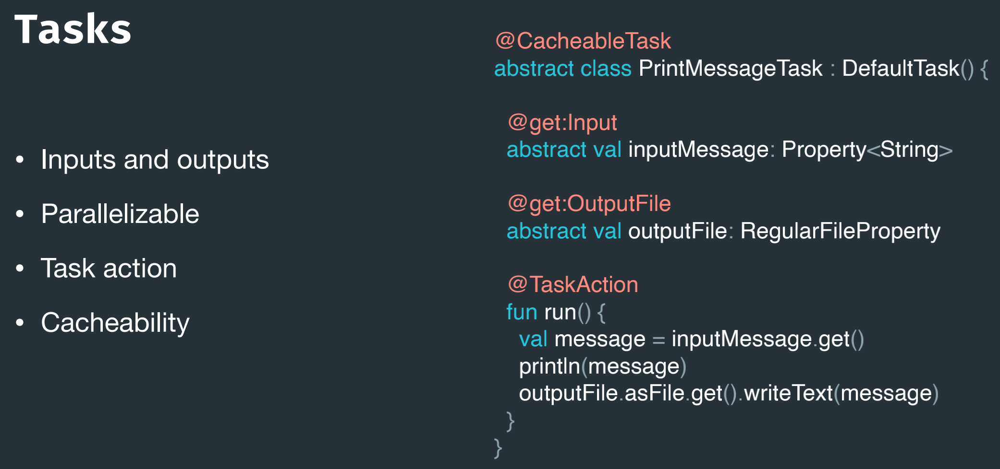 Tasks
• Inputs and outputs
• Parallelizable
• Task action
• Cacheability
@CacheableTask
abstract class PrintMessageTask : DefaultTask() {
@get:Input
abstract val inputMessage: Property<String>
@get:OutputFile
abstract val outputFile: RegularFileProperty
@TaskAction
fun run() {
val message = inputMessage.get()
println(message)
outputFile.asFile.get().writeText(message)
}
}